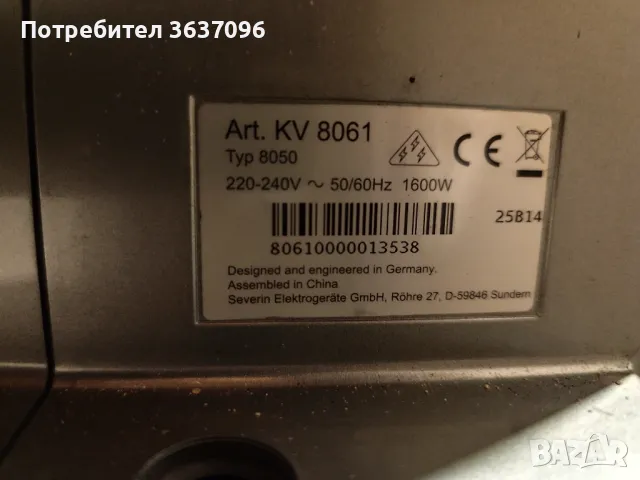 Потребител 3637096
Art. KV 8061
Typ 8050
220-240V ~ 50/60Hz 1600W
25B14
80610000013538
Designed and engineered in Germany.
Assembled in China
Severin Elektrogeräte GmbH, Röhre 27, D-59846 Sundern
BAZAR